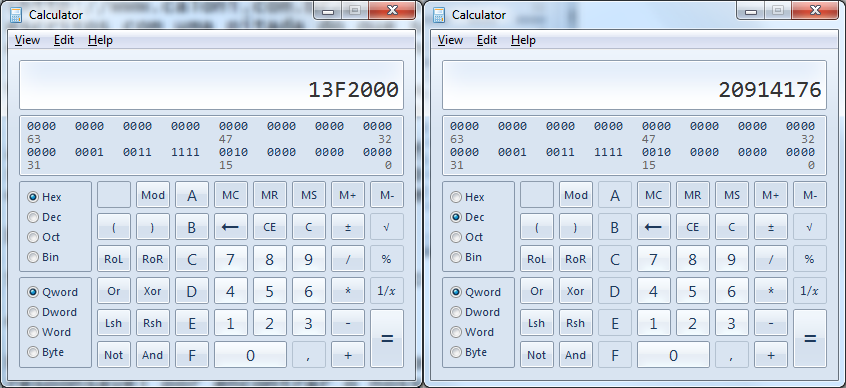 Calculator
View Edit Help
13F2000
0000 0000 0000 0000 0000 0000 0000 0000
63 47 32
0000 0001 0011 1111 0010 0000 0000 0000
31 15 0
Hex Mod A MC MR MS M+ M-
Dec ( ) B ← CE C ± √
Oct RoL RoR C 7 8 9 / %
Bin
Qword Or Xor D 4 5 6 * 1/x
Dword Lsh Rsh E 1 2 3 - =
Word
Byte Not And F 0 , +
Calculator
View Edit Help
20914176
0000 0000 0000 0000 0000 0000 0000 0000
63 47 32
0000 0001 0011 1111 0010 0000 0000 0000
31 15 0
Hex Mod A MC MR MS M+ M-
Dec ( ) B ← CE C ± √
Oct RoL RoR C 7 8 9 / %
Bin
Qword Or Xor D 4 5 6 * 1/x
Dword Lsh Rsh E 1 2 3 - =
Word
Byte Not And F 0 , +